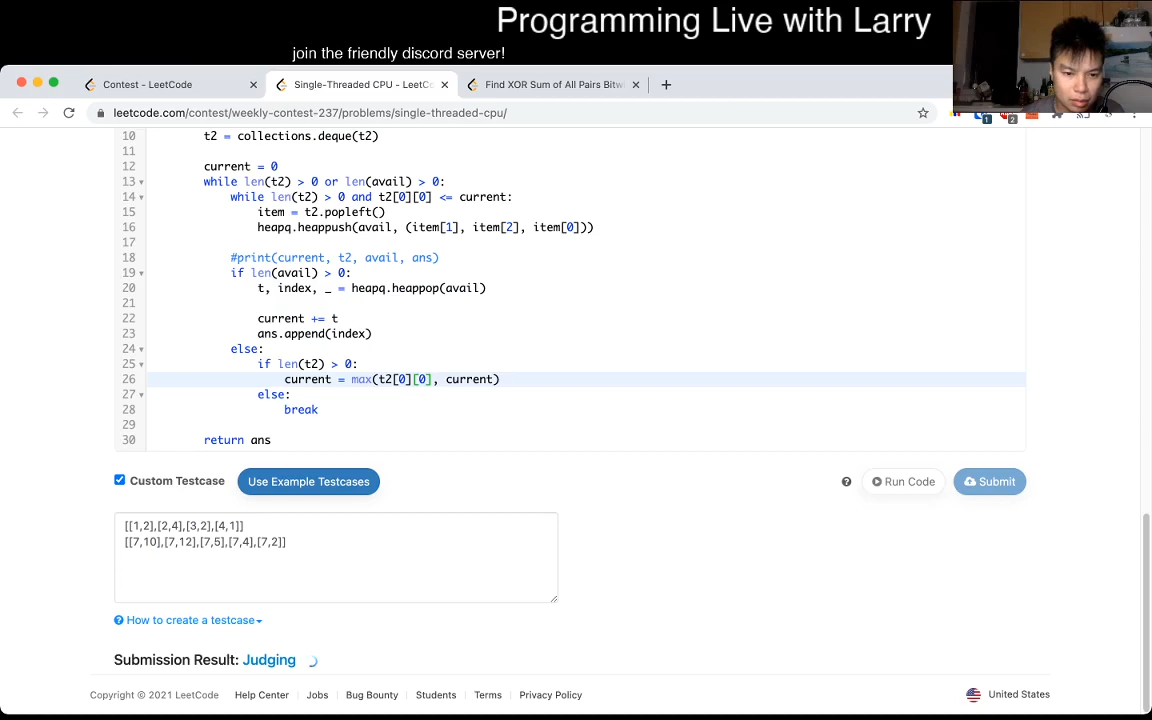 Programming Live with Larry
join the friendly discord server!
Contest - LeetCode
Single-Threaded CPU - LeetC
Find XOR Sum of All Pairs Bitw
leetcode.com/contest/weekly-contest-237/problems/single-threaded-cpu/
10 t2 = collections.deque(t2)
11
12 current = 0
13 while len(t2) > 0 or len(avail) > 0:
14 while len(t2) > 0 and t2[0][0] <= current:
15 item = t2.popleft()
16 heapq.heappush(avail, (item[1], item[2], item[0]))
17
18 #print(current, t2, avail, ans)
19 if len(avail) > 0:
20 t, index, _ = heapq.heappop(avail)
21
22 current += t
23 ans.append(index)
24 else:
25 if len(t2) > 0:
26 current = max(t2[0][0], current)
27 else:
28 break
29
30 return ans
Custom Testcase
Use Example Testcases
? Run Code
Submit
[[1,2],[2,4],[3,2],[4,1]]
[[7,10],[7,12],[7,5],[7,4],[7,2]]
? How to create a testcase
Submission Result: Judging
Copyright © 2021 LeetCode
Help Center
Jobs
Bug Bounty
Students
Terms
Privacy Policy
United States